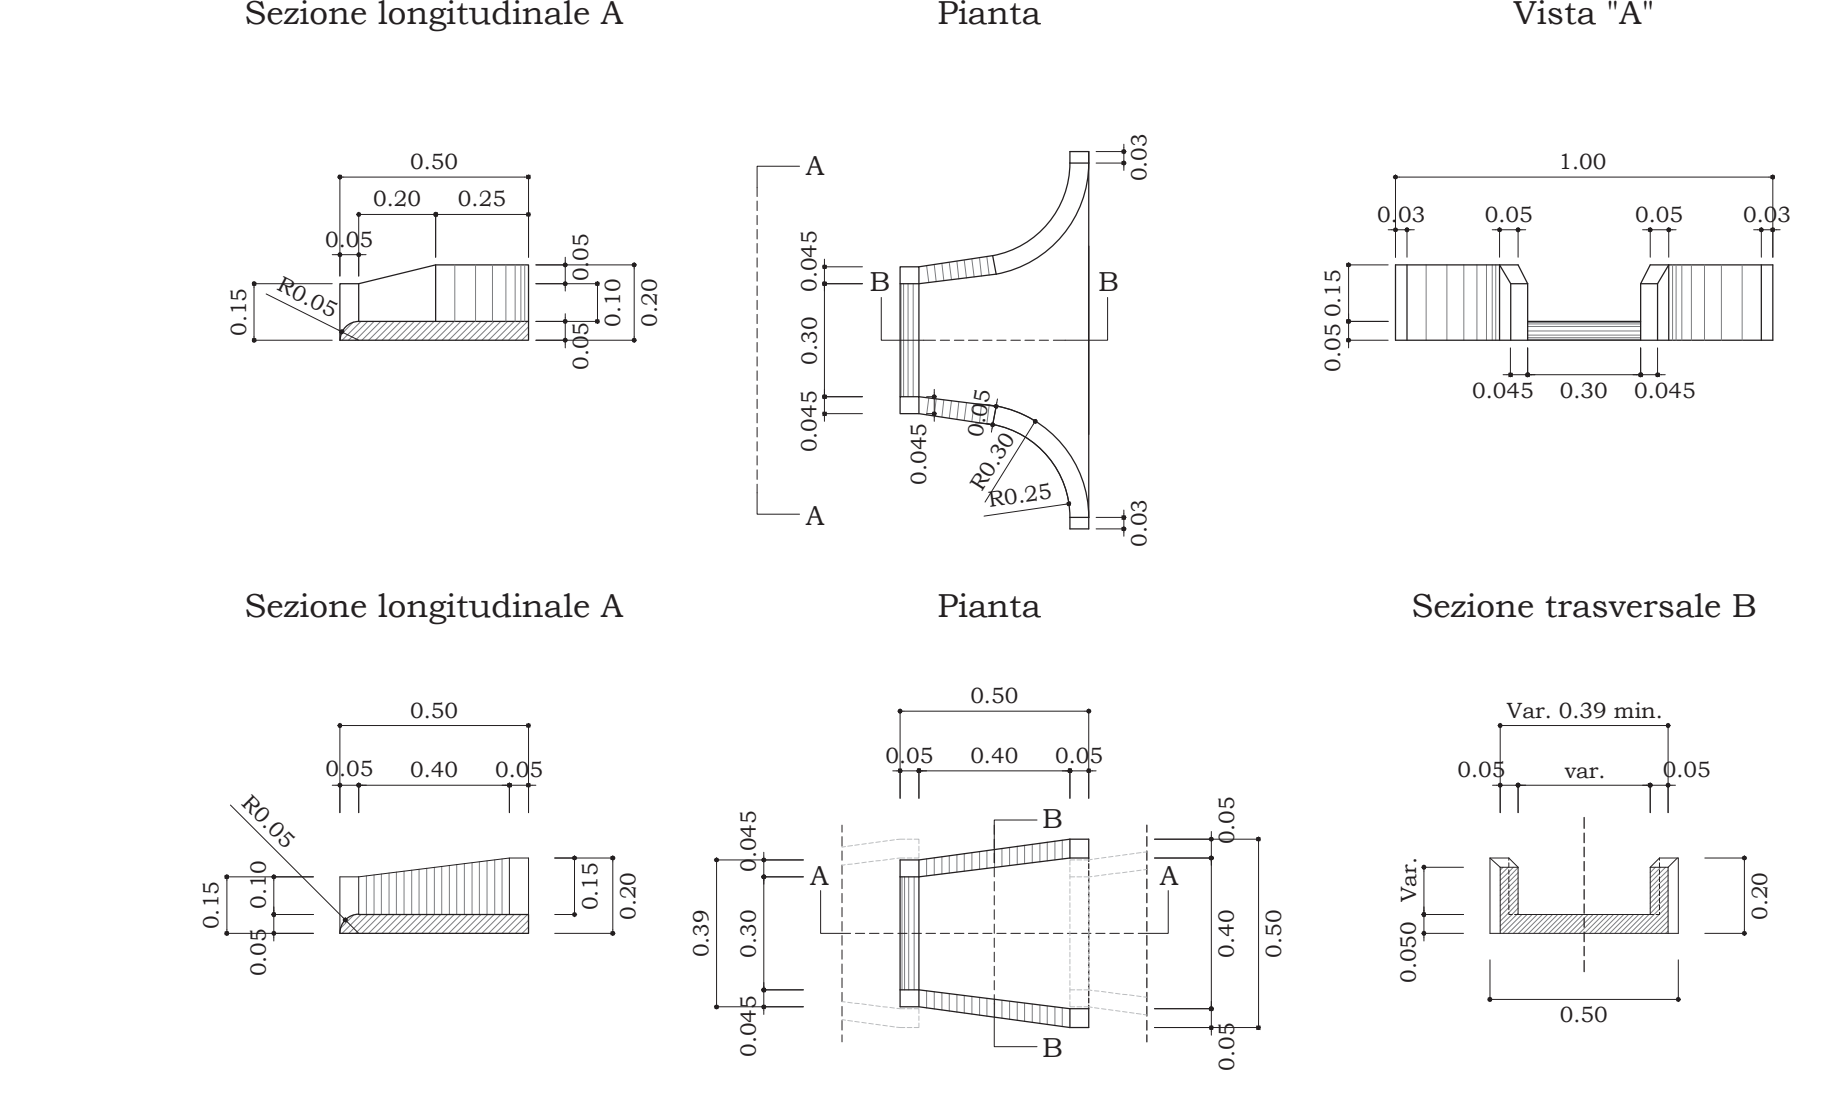 Sezione longitudinale A
Pianta
Vista "A"
0.50
0.20
0.25
0.05
R0.05
0.15
0.05
0.10
0.20
0.05
A
A
B
B
0.03
0.045
0.30
0.045
0.045
0.05
R0.30
R0.25
0.03
1.00
0.03
0.05
0.05
0.03
0.15
0.05
0.045
0.30
0.045
Sezione longitudinale A
Pianta
Sezione trasversale B
0.50
0.05
0.40
0.05
R0.05
0.15
0.10
0.05
0.15
0.20
0.50
0.05
0.40
0.05
B
B
A
A
0.39
0.045
0.30
0.045
0.05
0.40
0.05
0.50
Var. 0.39 min.
0.05
var.
0.05
Var.
0.050
0.20
0.50